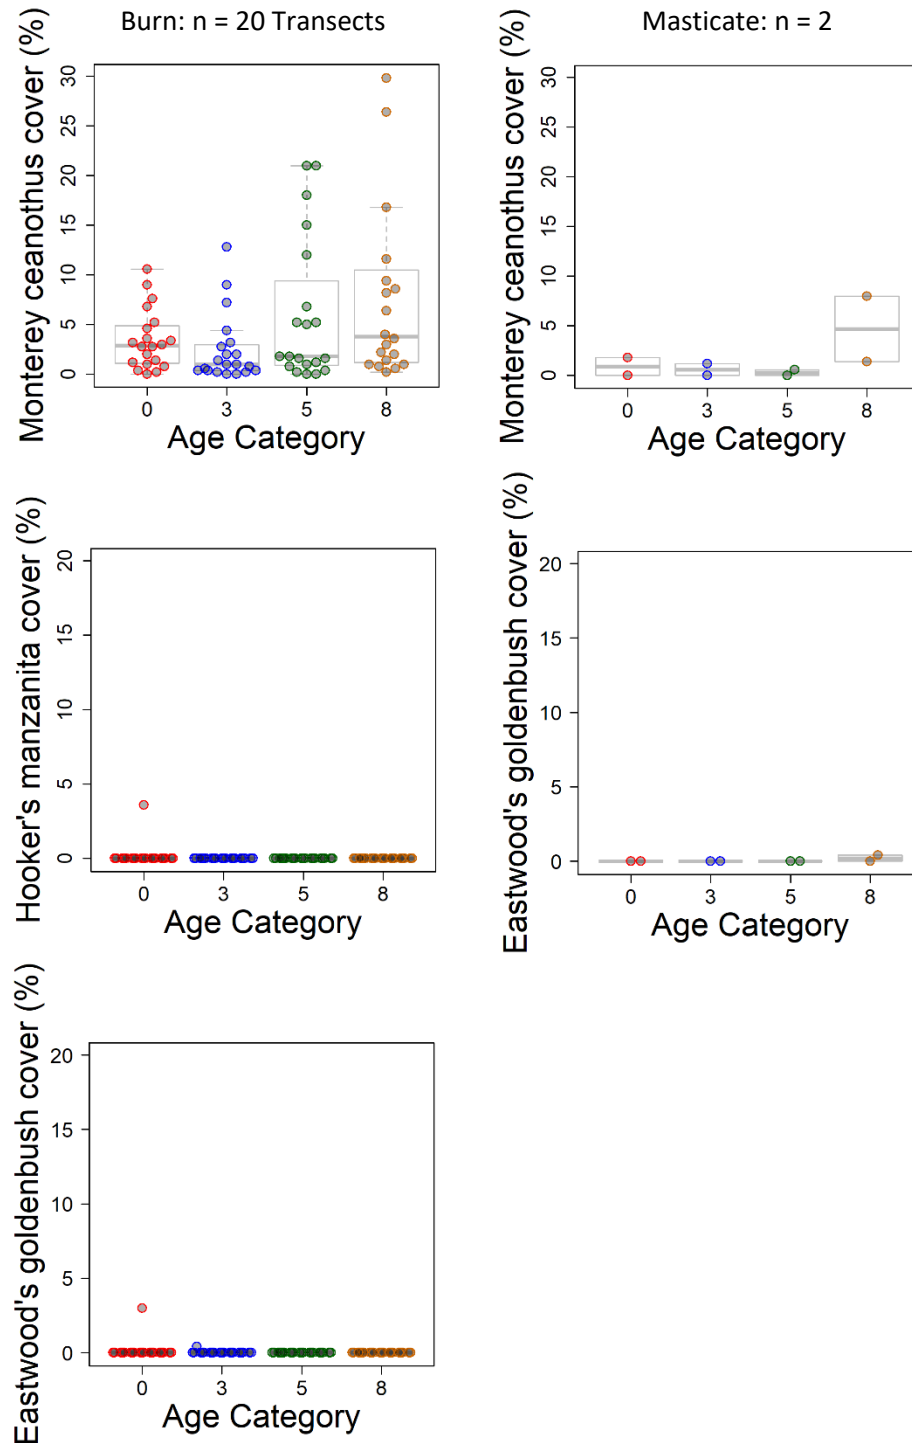 Burn: n = 20 Transects
Masticate: n = 2
Monterey ceanothus cover (%)
30
25
20
15
10
5
0
0 3 5 8
Age Category
Monterey ceanothus cover (%)
30
25
20
15
10
5
0
0 3 5 8
Age Category
Hooker's manzanita cover (%)
20
15
10
5
0
0 3 5 8
Age Category
Eastwood's goldenbush cover (%)
20
15
10
5
0
0 3 5 8
Age Category
Eastwood's goldenbush cover (%)
20
15
10
5
0
0 3 5 8
Age Category